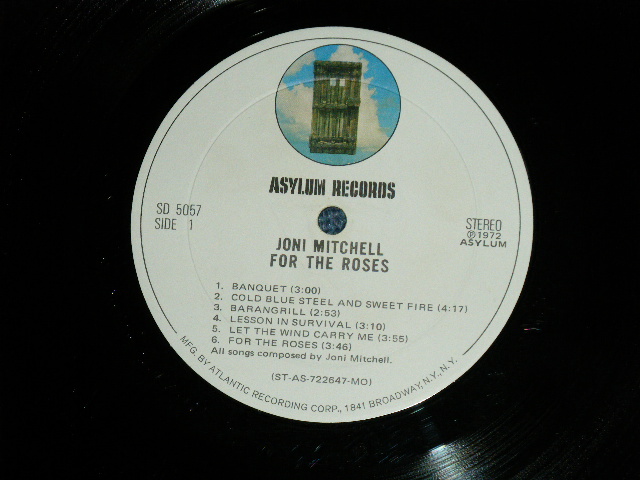 ASYLUM RECORDS
SD 5057
SIDE 1
STEREO
℗1972
ASYLUM
JONI MITCHELL
FOR THE ROSES
1. BANQUET (3:00)
2. COLD BLUE STEEL AND SWEET FIRE (4:17)
3. BARANGRILL (2:53)
4. LESSON IN SURVIVAL (3:10)
5. LET THE WIND CARRY ME (3:55)
6. FOR THE ROSES (3:46)
All songs composed by Joni Mitchell.
(ST-AS-722647-MO)
MFG. BY ATLANTIC RECORDING CORP., 1841 BROADWAY, N.Y., N.Y.